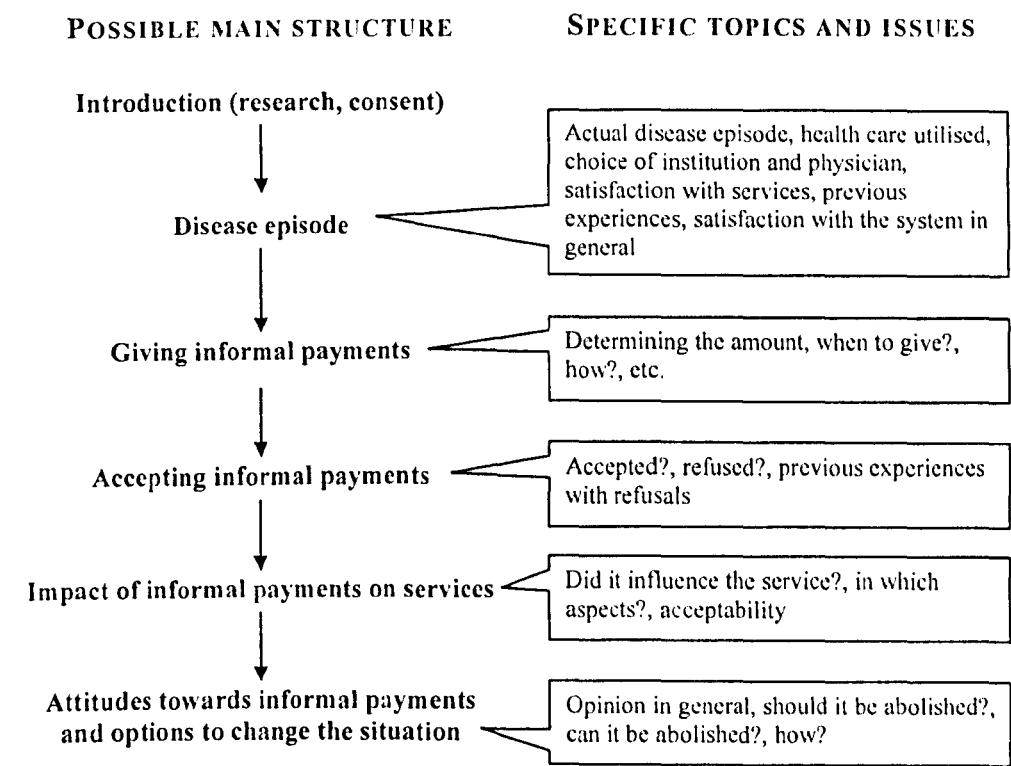 POSSIBLE MAIN STRUCTURE
SPECIFIC TOPICS AND ISSUES
Introduction (research, consent)
Actual disease episode, health care utilised,
choice of institution and physician,
satisfaction with services, previous
experiences, satisfaction with the system in
general
Disease episode
Giving informal payments
Determining the amount, when to give?,
how?, etc.
Accepting informal payments
Accepted?, refused?, previous experiences
with refusals
Impact of informal payments on services
Did it influence the service?, in which
aspects?, acceptability
Attitudes towards informal payments
and options to change the situation
Opinion in general, should it be abolished?,
can it be abolished?, how?